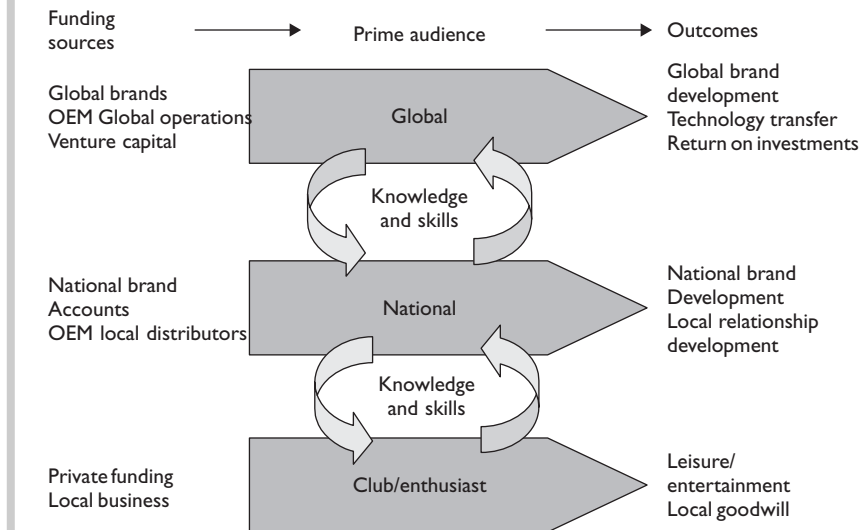 Funding
sources
Prime audience
Outcomes
Global brands
OEM Global operations
Venture capital
Global
Global brand
development
Technology transfer
Return on investments
Knowledge
and skills
National brand
Accounts
OEM local distributors
National
National brand
Development
Local relationship
development
Knowledge
and skills
Private funding
Local business
Club/enthusiast
Leisure/
entertainment
Local goodwill